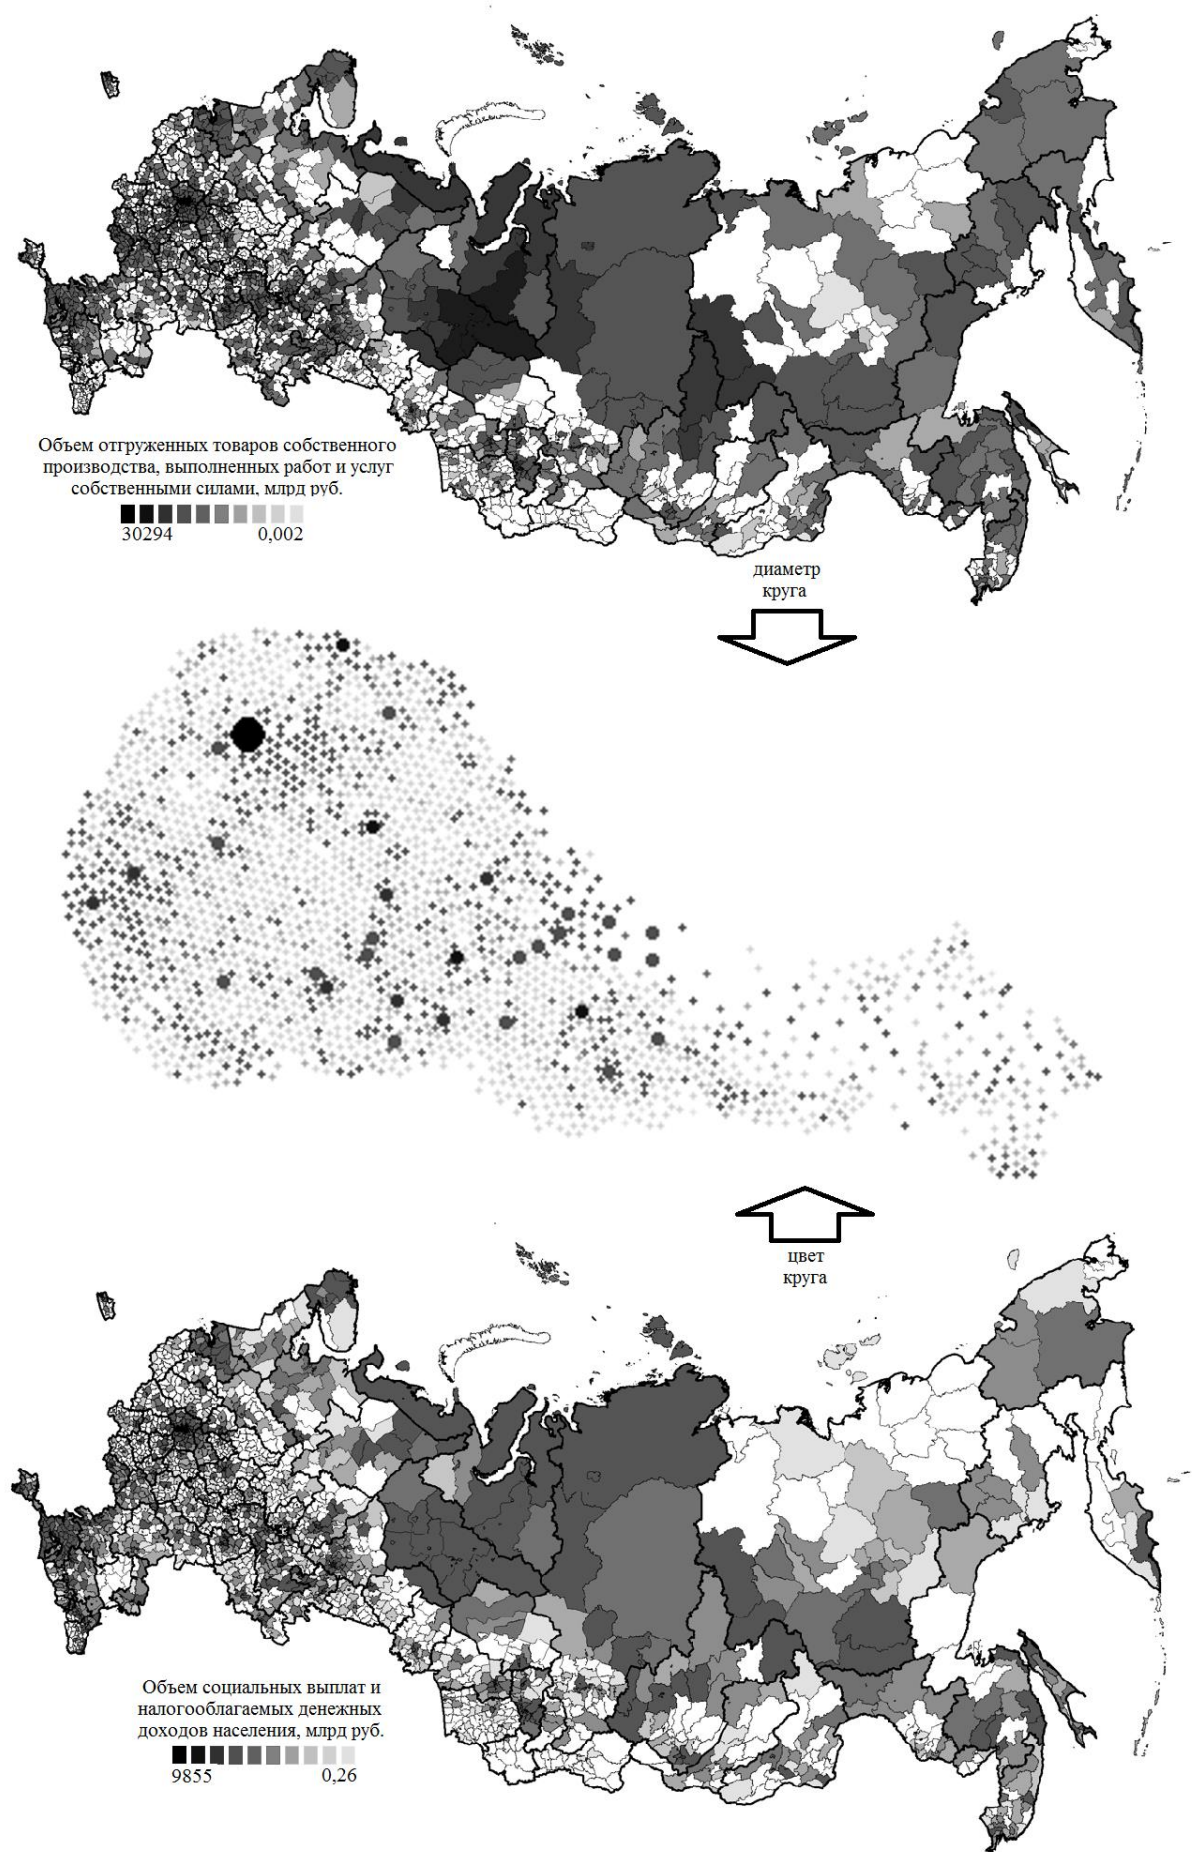 Объем отгруженных товаров собственного
производства, выполненных работ и услуг
собственными силами, млрд руб.
30294 0,002
диаметр
круга
цвет
круга
Объем социальных выплат и
налогооблагаемых денежных
доходов населения, млрд руб.
9855 0,26